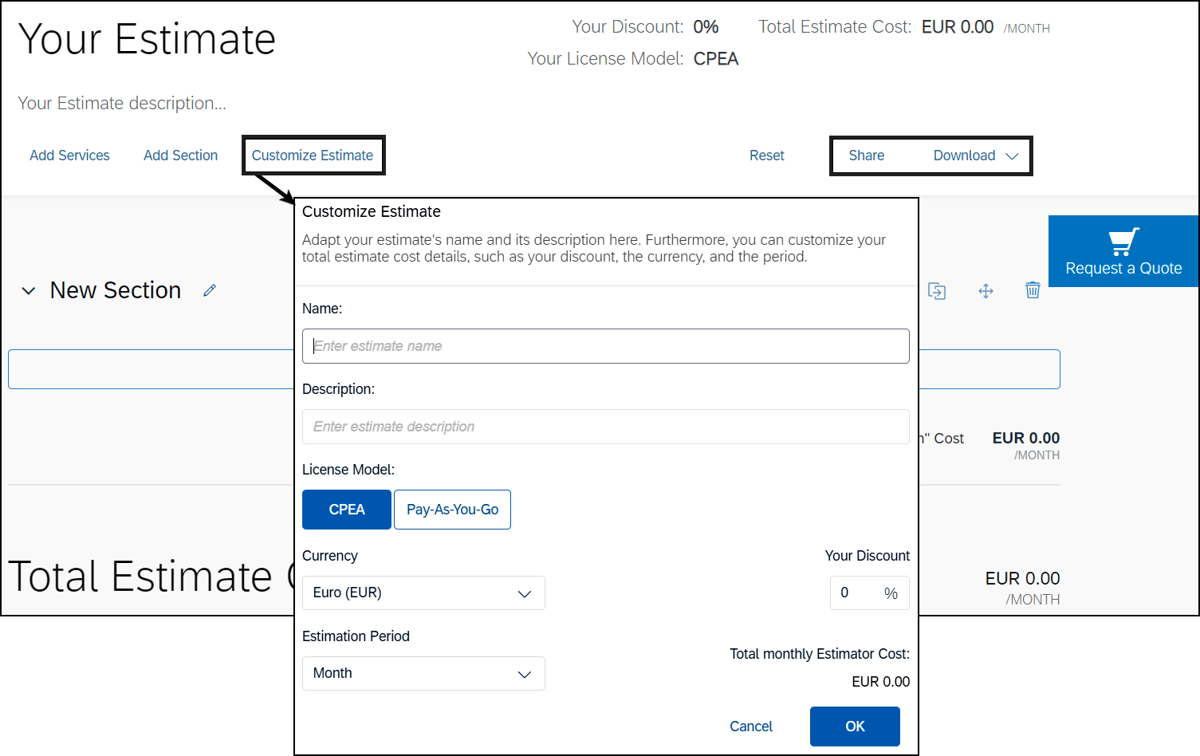 Your Estimate
Your Discount: 0% Total Estimate Cost: EUR 0.00 /MONTH
Your License Model: CPEA
Your Estimate description...
Add Services Add Section Customize Estimate Reset Share Download
Customize Estimate
Adapt your estimate's name and its description here. Furthermore, you can customize your
total estimate cost details, such as your discount, the currency, and the period.
Request a Quote
New Section
Name:
Enter estimate name
Description:
Enter estimate description
" Cost EUR 0.00
/MONTH
License Model:
CPEA Pay-As-You-Go
Currency Your Discount
Euro (EUR) 0 %
Total Estimate
EUR 0.00
/MONTH
Estimation Period
Month
Total monthly Estimator Cost:
EUR 0.00
Cancel OK